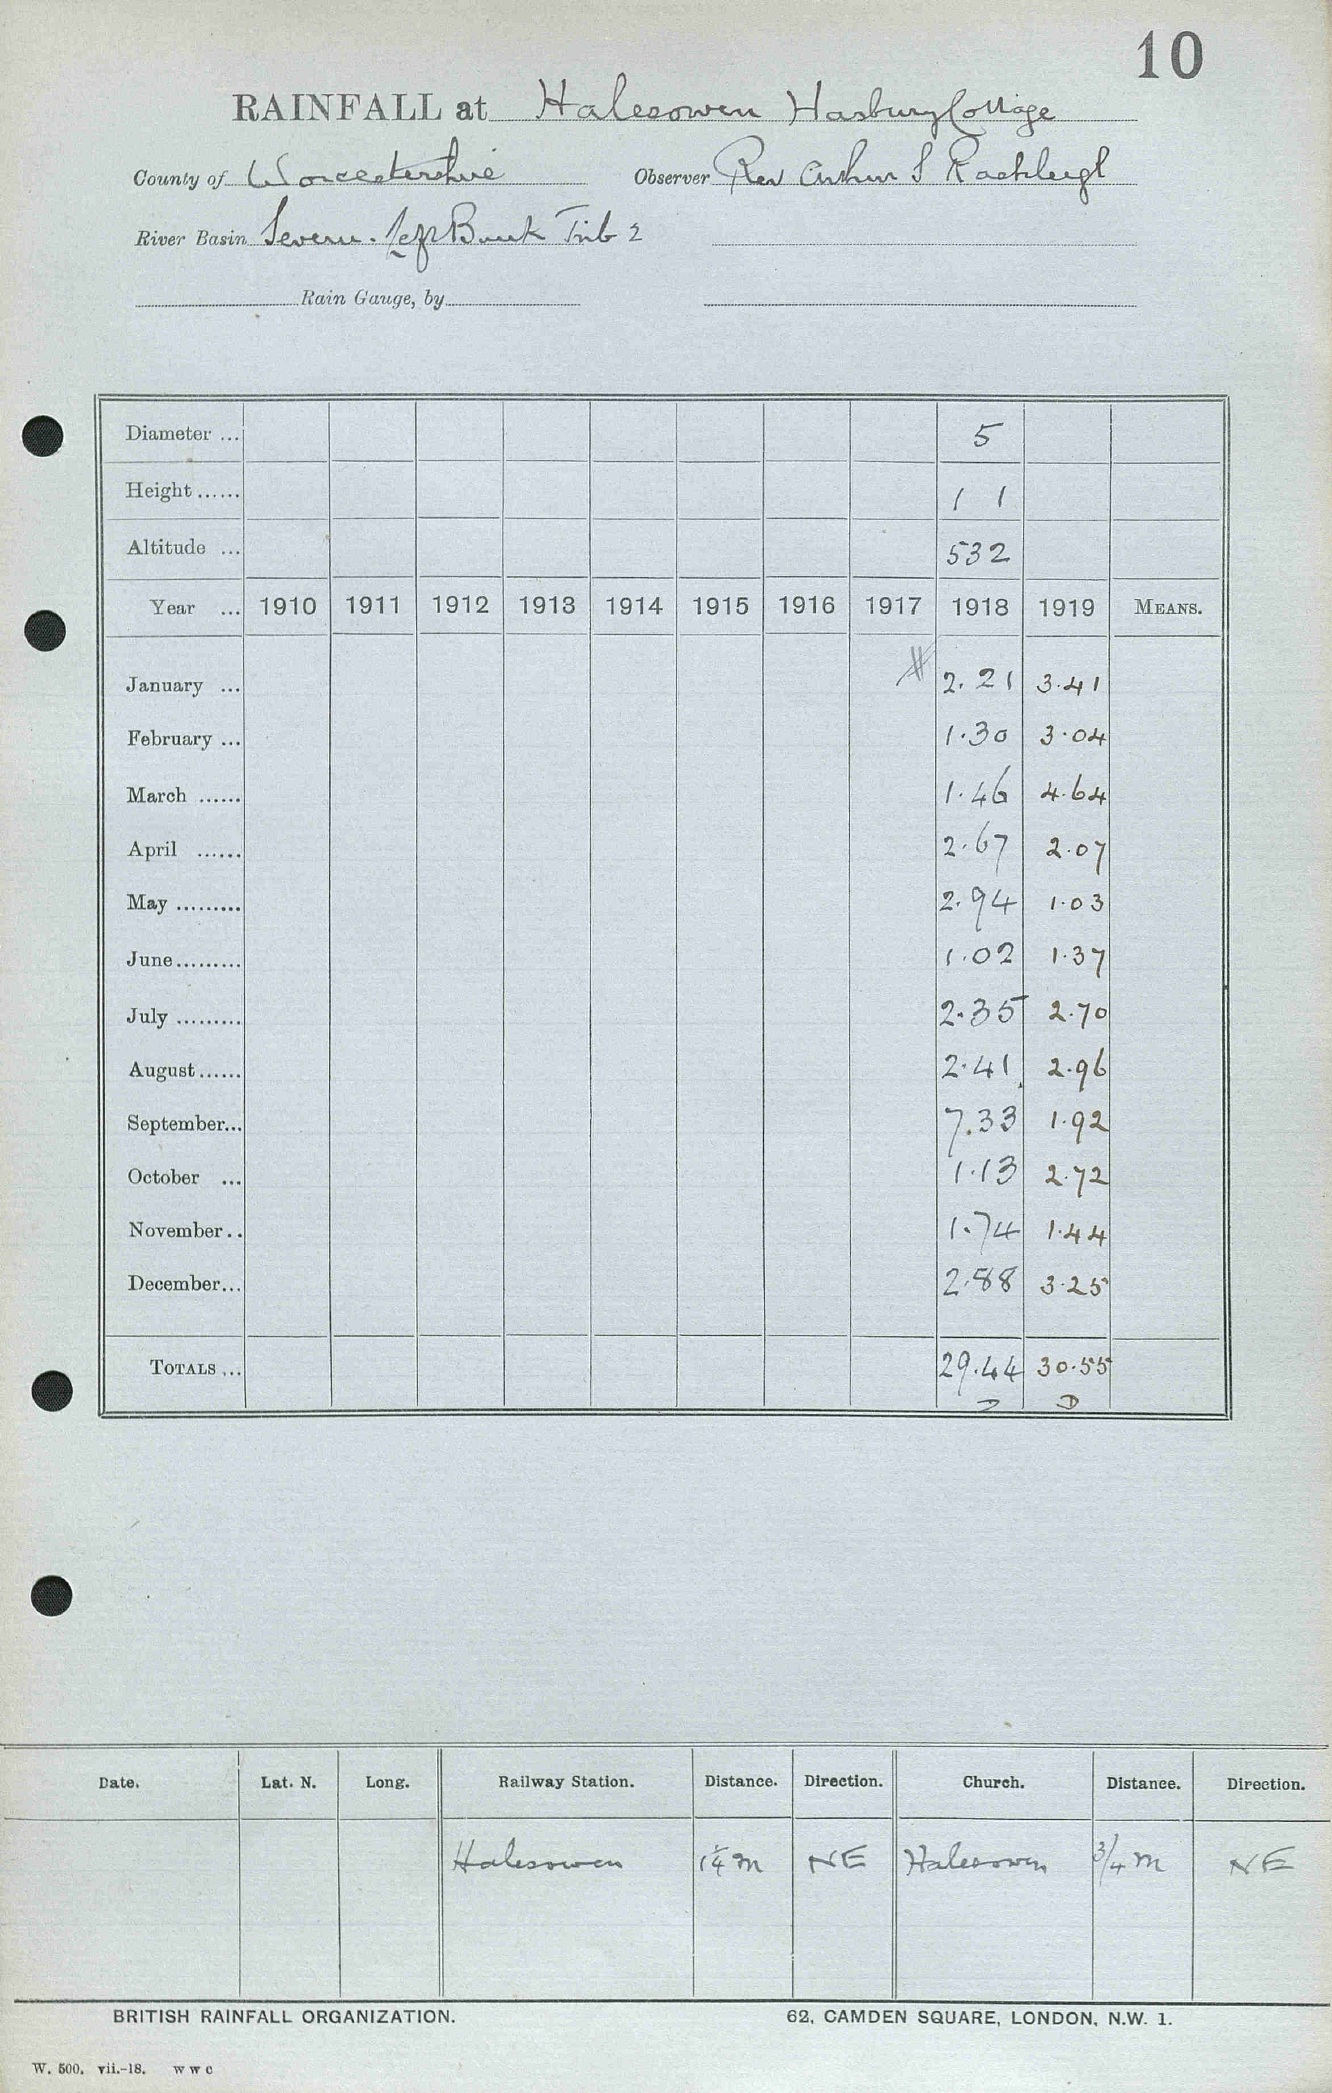 10
RAINFALL at Halesowen Hasbury Cottage
County of Worcestershire Observer Rev Arthur S Rashleigh
River Basin Severn. Left Bank Trib 2
Rain Gauge, by
Diameter ... 5
Height ...... 1 1
Altitude ... 532
Year ... 1910 1911 1912 1913 1914 1915 1916 1917 1918 1919 MEANS.
January ... 2.21 3.41
February ... 1.30 3.04
March ...... 1.46 4.64
April ...... 2.67 2.07
May ......... 2.94 1.03
June ......... 1.02 1.37
July ......... 2.35 2.70
August ...... 2.41 2.96
September... 7.33 1.92
October ... 1.13 2.72
November .. 1.74 1.44
December... 2.88 3.25
TOTALS ... 29.44 30.55
D D
Date. Lat. N. Long. Railway Station. Distance. Direction. Church. Distance. Direction.
Halesowen 1¼ m NE Halesowen 3/4 m NE
BRITISH RAINFALL ORGANIZATION. 62, CAMDEN SQUARE, LONDON, N.W. 1.
W. 500. vii.-18. W W C